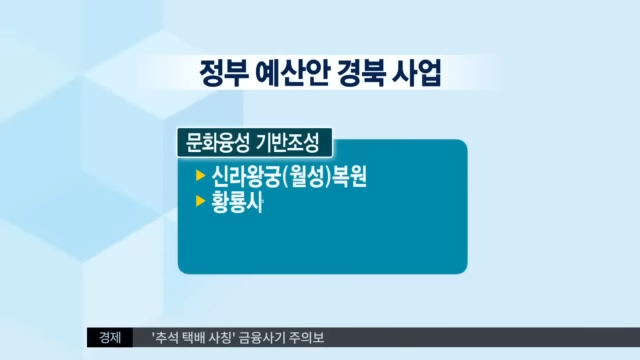 정부 예산안 경북 사업
문화융성 기반조성
▶ 신라왕궁(월성)복원
▶ 황룡사
경제 '추석 택배 사칭' 금융사기 주의보